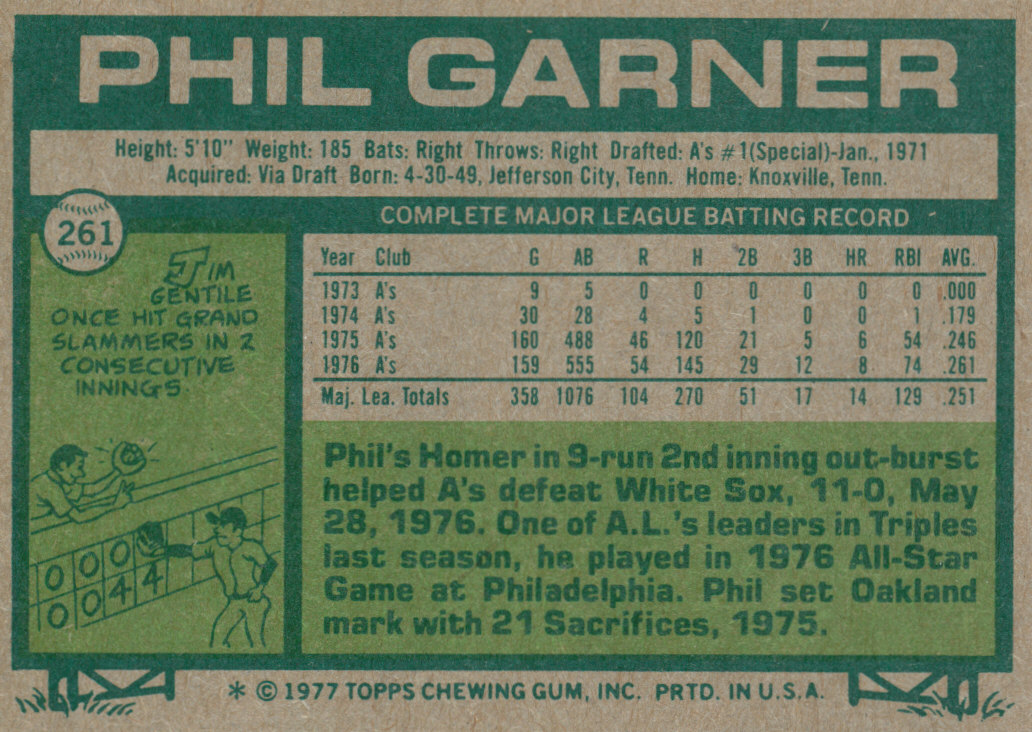 PHIL GARNER
Height: 5'10" Weight: 185 Bats: Right Throws: Right Drafted: A's #1(Special)-Jan., 1971
Acquired: Via Draft Born: 4-30-49, Jefferson City, Tenn. Home: Knoxville, Tenn.
261
JIM
GENTILE
ONCE HIT GRAND
SLAMMERS IN 2
CONSECUTIVE
INNINGS.
0 0 0
0 0 4 4
COMPLETE MAJOR LEAGUE BATTING RECORD
Year Club G AB R H 2B 3B HR RBI AVG.
1973 A's 9 5 0 0 0 0 0 0 .000
1974 A's 30 28 4 5 1 0 0 1 .179
1975 A's 160 488 46 120 21 5 6 54 .246
1976 A's 159 555 54 145 29 12 8 74 .261
Maj. Lea. Totals 358 1076 104 270 51 17 14 129 .251
Phil's Homer in 9-run 2nd inning out-burst
helped A's defeat White Sox, 11-0, May
28, 1976. One of A.L.'s leaders in Triples
last season, he played in 1976 All-Star
Game at Philadelphia. Phil set Oakland
mark with 21 Sacrifices, 1975.
* © 1977 TOPPS CHEWING GUM, INC. PRTD. IN U.S.A.